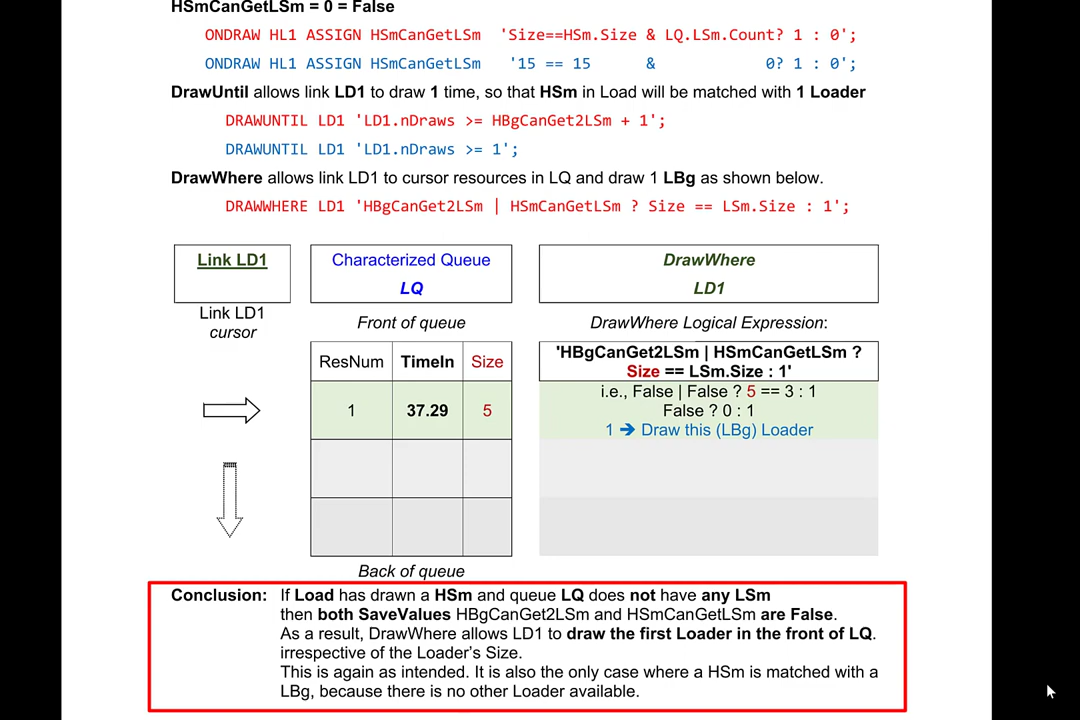 HSmCanGetLSm = 0 = False
ONDRAW HL1 ASSIGN HSmCanGetLSm 'Size==HSm.Size & LQ.LSm.Count? 1 : 0';
ONDRAW HL1 ASSIGN HSmCanGetLSm '15 == 15 & 0? 1 : 0';
DrawUntil allows link LD1 to draw 1 time, so that HSm in Load will be matched with 1 Loader
DRAWUNTIL LD1 'LD1.nDraws >= HBgCanGet2LSm + 1';
DRAWUNTIL LD1 'LD1.nDraws >= 1';
DrawWhere allows link LD1 to cursor resources in LQ and draw 1 LBg as shown below.
DRAWWHERE LD1 'HBgCanGet2LSm | HSmCanGetLSm ? Size == LSm.Size : 1';
Link LD1
Characterized Queue
LQ
DrawWhere
LD1
Link LD1
cursor
Front of queue
DrawWhere Logical Expression:
ResNum TimeIn Size
'HBgCanGet2LSm | HSmCanGetLSm ?
Size == LSm.Size : 1'
1 37.29 5
i.e., False | False ? 5 == 3 : 1
False ? 0 : 1
1 ➔ Draw this (LBg) Loader
Back of queue
Conclusion: If Load has drawn a HSm and queue LQ does not have any LSm
then both SaveValues HBgCanGet2LSm and HSmCanGetLSm are False.
As a result, DrawWhere allows LD1 to draw the first Loader in the front of LQ.
irrespective of the Loader's Size.
This is again as intended. It is also the only case where a HSm is matched with a
LBg, because there is no other Loader available.